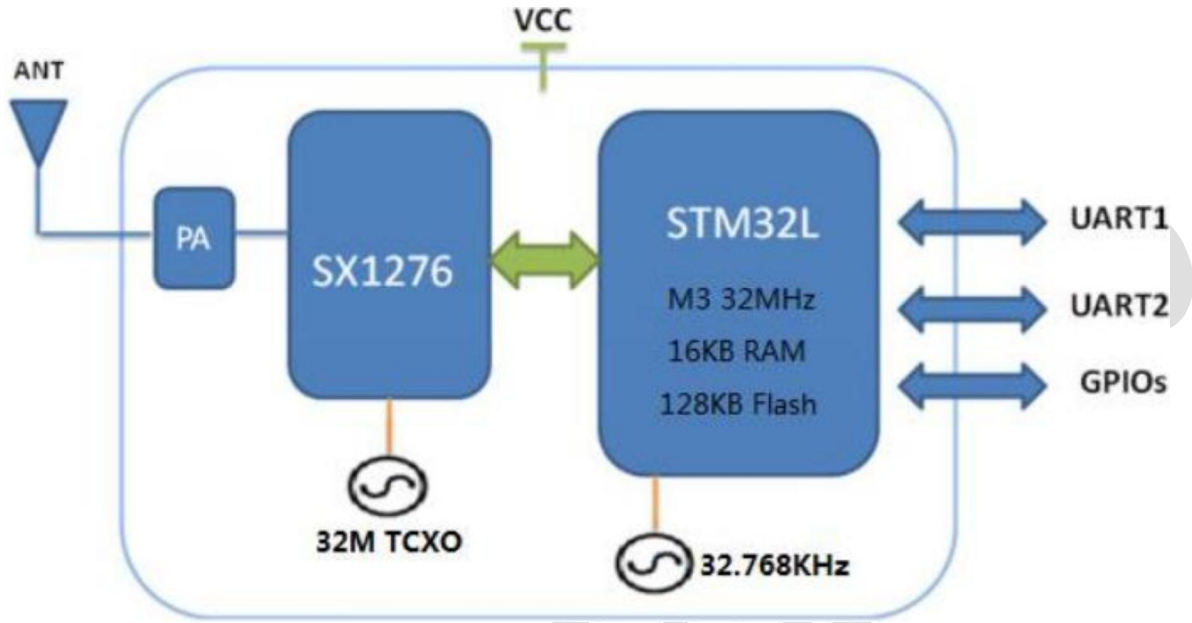 VCC
ANT
PA
SX1276
STM32L
M3 32MHz
16KB RAM
128KB Flash
UART1
UART2
GPIOs
32M TCXO
32.768KHz